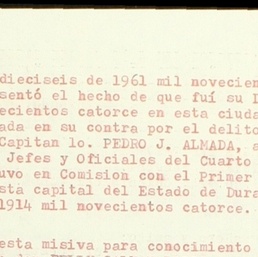 dieciseis de 1961 mil novecien
sentó el hecho de que fuí su D
ecientos catorce en esta ciuda
ada en su contra por el delito
Capitan lo. PEDRO J. ALMADA, a
Jefes y Oficiales del Cuarto
uvo en Comision con el Primer
sta capital del Estado de Dura
1914 mil novecientos catorce.
esta misiva para conocimiento